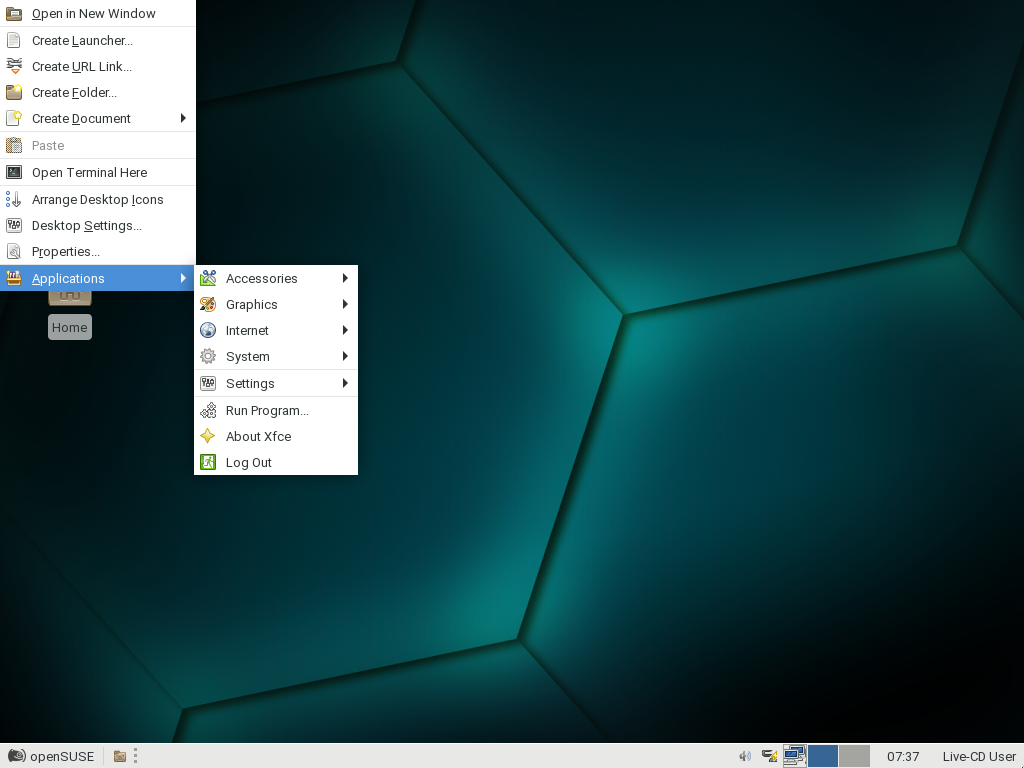 Open in New Window
Create Launcher...
Create URL Link...
Create Folder...
Create Document
Paste
Open Terminal Here
Arrange Desktop Icons
Desktop Settings...
Properties...
Applications
Accessories
Graphics
Internet
System
Settings
Run Program...
About Xfce
Log Out
Home
openSUSE
07:37
Live-CD User